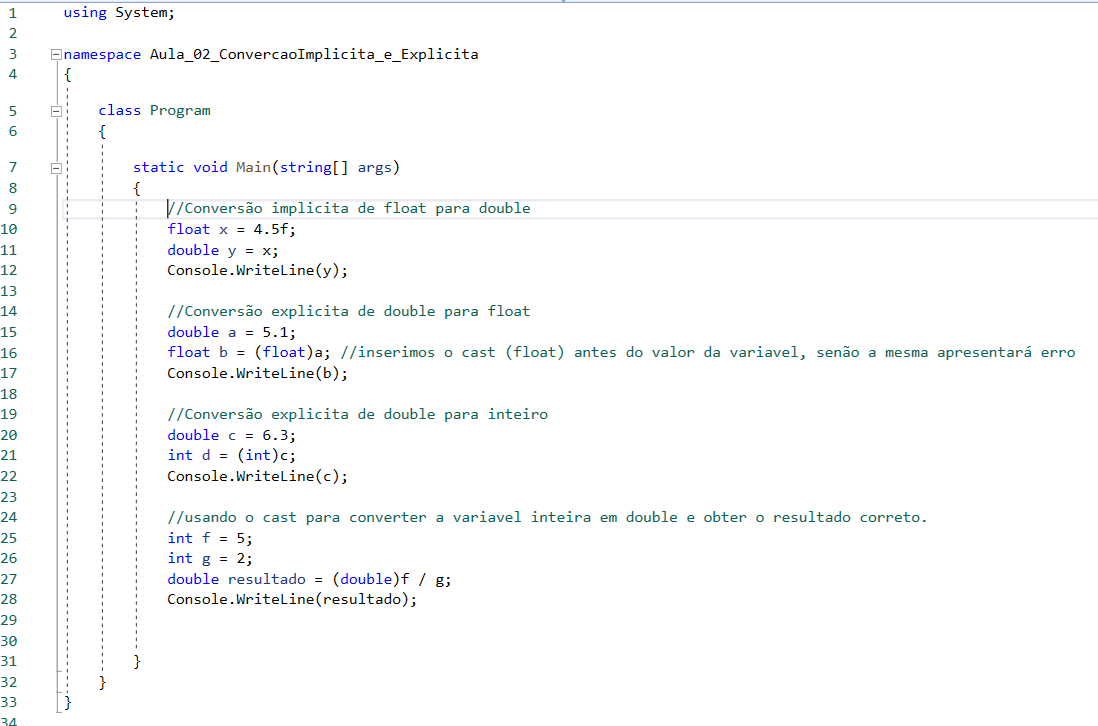 1 using System;
2
3 namespace Aula_02_ConvercaoImplicita_e_Explicita
4 {
5 class Program
6 {
7 static void Main(string[] args)
8 {
9 //Conversão implicita de float para double
10 float x = 4.5f;
11 double y = x;
12 Console.WriteLine(y);
13
14 //Conversão explicita de double para float
15 double a = 5.1;
16 float b = (float)a; //inserimos o cast (float) antes do valor da variavel, senão a mesma apresentará erro
17 Console.WriteLine(b);
18
19 //Conversão explicita de double para inteiro
20 double c = 6.3;
21 int d = (int)c;
22 Console.WriteLine(c);
23
24 //usando o cast para converter a variavel inteira em double e obter o resultado correto.
25 int f = 5;
26 int g = 2;
27 double resultado = (double)f / g;
28 Console.WriteLine(resultado);
29
30
31 }
32 }
33 }
34